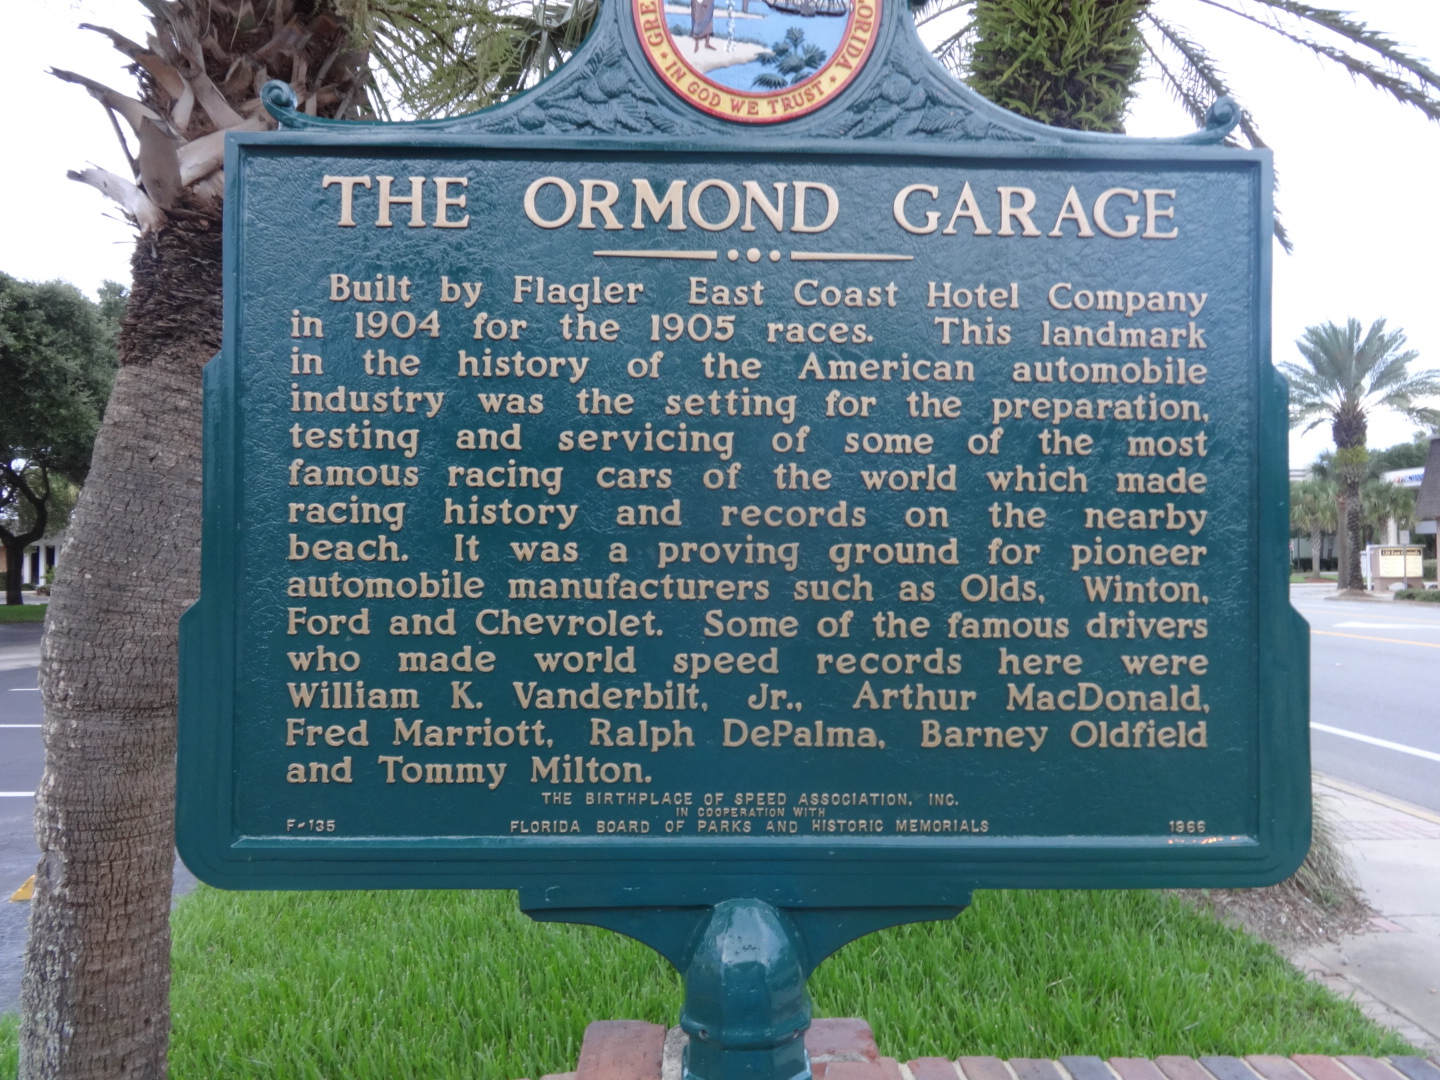 GRE
LORIDA
• IN GOD WE TRUST •
THE ORMOND GARAGE
Built by Flagler East Coast Hotel Company
in 1904 for the 1905 races. This landmark
in the history of the American automobile
industry was the setting for the preparation,
testing and servicing of some of the most
famous racing cars of the world which made
racing history and records on the nearby
beach. It was a proving ground for pioneer
automobile manufacturers such as Olds, Winton,
Ford and Chevrolet. Some of the famous drivers
who made world speed records here were
William K. Vanderbilt, Jr., Arthur MacDonald,
Fred Marriott, Ralph DePalma, Barney Oldfield
and Tommy Milton.
THE BIRTHPLACE OF SPEED ASSOCIATION, INC.
IN COOPERATION WITH
F-135 FLORIDA BOARD OF PARKS AND HISTORIC MEMORIALS 1966